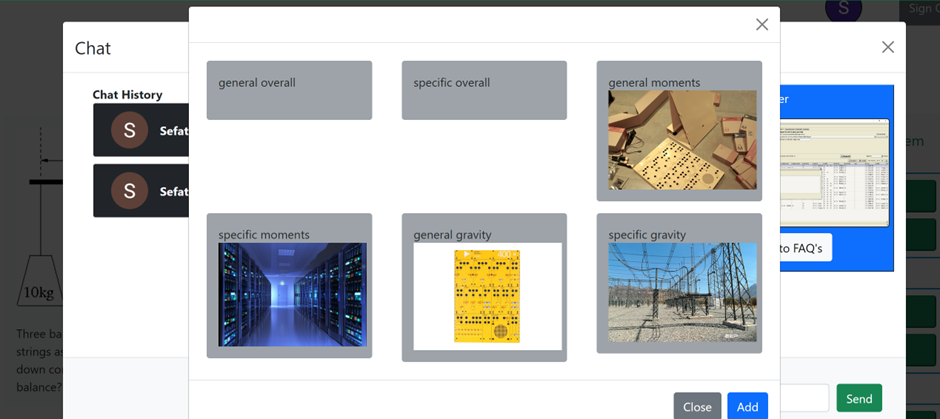 S
Sign
Chat
Chat History
S Sefat
S Sefat
general overall
specific overall
general moments
specific moments
general gravity
specific gravity
er
to FAQ's
em
10kg
Three ba
strings as
down co
balance?
Close
Add
Send